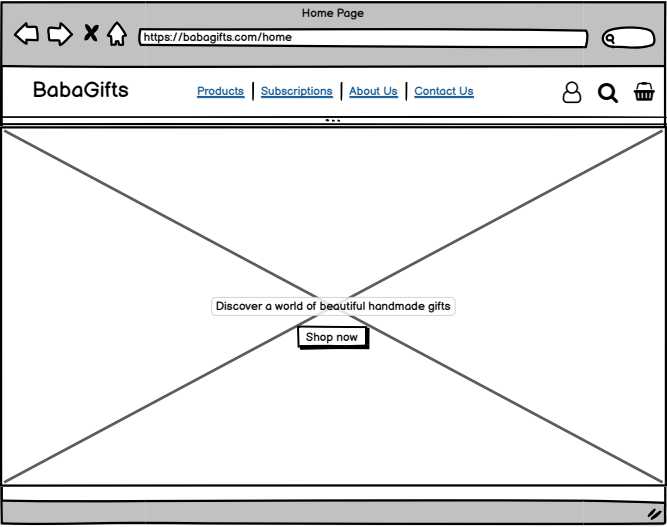 Home Page
https://babagifts.com/home
BabaGifts
Products | Subscriptions | About Us | Contact Us
Discover a world of beautiful handmade gifts
Shop now